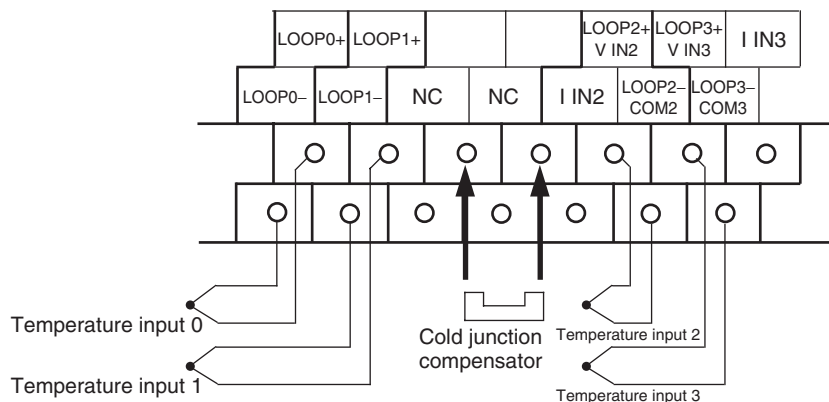 LOOP0+ LOOP1+ LOOP2+ LOOP3+ I IN3
V IN2 V IN3
LOOP0– LOOP1– NC NC I IN2 LOOP2– LOOP3–
COM2 COM3
Temperature input 0
Cold junction
compensator
Temperature input 2
Temperature input 1
Temperature input 3